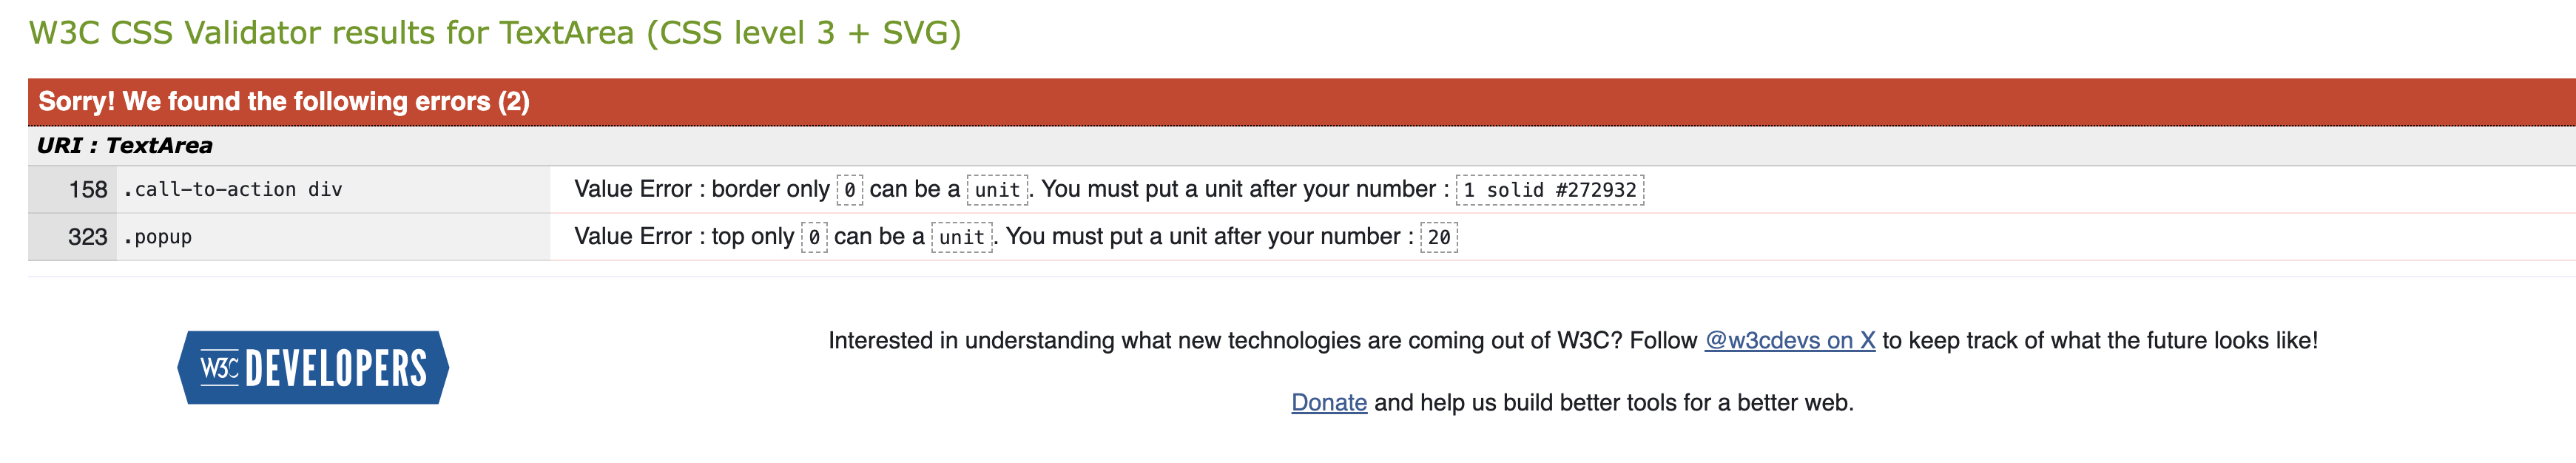 W3C CSS Validator results for TextArea (CSS level 3 + SVG)
Sorry! We found the following errors (2)
URI : TextArea
158 .call-to-action div Value Error : border only 0 can be a unit. You must put a unit after your number : 1 solid #272932
323 .popup Value Error : top only 0 can be a unit. You must put a unit after your number : 20
W3C DEVELOPERS
Interested in understanding what new technologies are coming out of W3C? Follow @w3cdevs on X to keep track of what the future looks like!
Donate and help us build better tools for a better web.